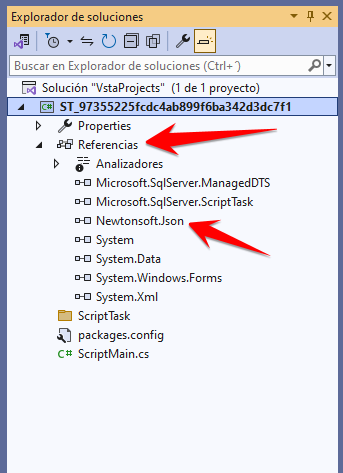 Explorador de soluciones
Buscar en Explorador de soluciones (Ctrl+´)
Solución "VstaProjects" (1 de 1 proyecto)
C# ST_97355225fcdc4ab899f6ba342d3dc7f1
Properties
Referencias
Analizadores
Microsoft.SqlServer.ManagedDTS
Microsoft.SqlServer.ScriptTask
Newtonsoft.Json
System
System.Data
System.Windows.Forms
System.Xml
ScriptTask
packages.config
C# ScriptMain.cs